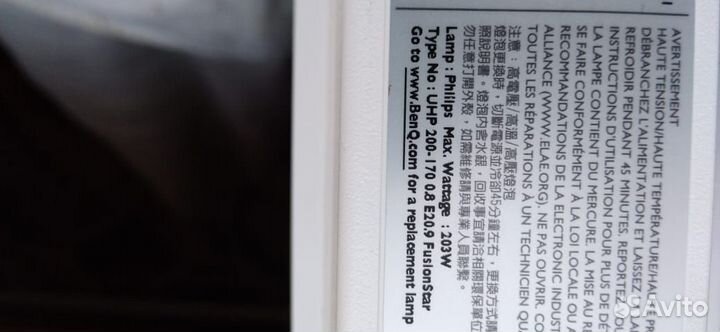 AVERTISSEMENT
HAUTE TENSION/HAUTE TEMPÉRATURE/HAUTE
DÉBRANCHEZ L'ALIMENTATION ET LAISSEZ
REFROIDIR PENDANT 45 MINUTES. REPORTEZ
INSTRUCTIONS D'UTILISATION POUR PLUS DE
LA LAMPE CONTIENT DU MERCURE. LA MISE AU
SE FAIRE CONFORMÉMENT À LA LOI LOCALE OU
RECOMMANDATIONS DE LA ELECTRONIC INDUST
ALLIANCE (WWW.ELAE.ORG). NE PAS OUVRIR. CO
TOUTES LES RÉPARATIONS À UN TECHNICIEN QU
注意：高電壓/高溫/高壓燈泡
燈泡更換時，切斷電源並冷卻45分鐘左右，更換方式請
照說明書。燈泡內含水銀，回收事宜請洽相關環保單位
勿任意打開外殼，如需維修請與專業人員聯繫。
Lamp : Philips Max. Wattage : 203W
Type No : UHP 200-170 0.8 E20.9 FusionStar
Go to www.BenQ.com for a replacement lamp
Avito